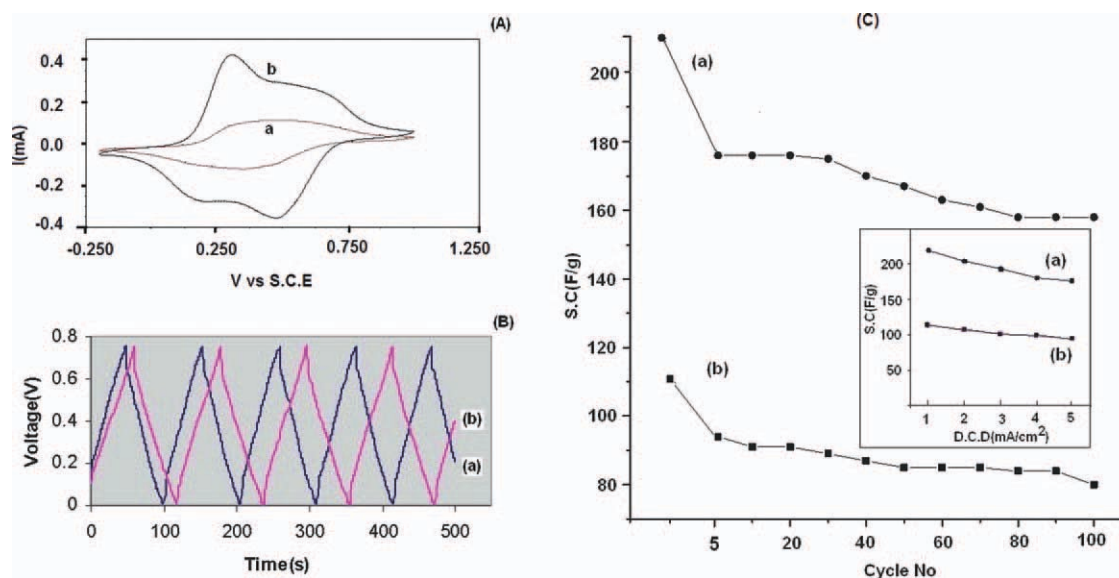 (A)
0.4
0.2
0.0
-0.2
-0.4
I(mA)
b
a
-0.250 0.250 0.750 1.250
V vs S.C.E
(B)
0.8
0.6
0.4
0.2
0
Voltage(V)
(b)
(a)
0 100 200 300 400 500
Time(s)
(C)
200
180
160
110
100
90
80
S.C(F/g)
(a)
(b)
200
150
100
50
S.C(F/g)
(a)
(b)
1 2 3 4 5
D.C.D(mA/cm²)
5 20 40 60 80 100
Cycle No